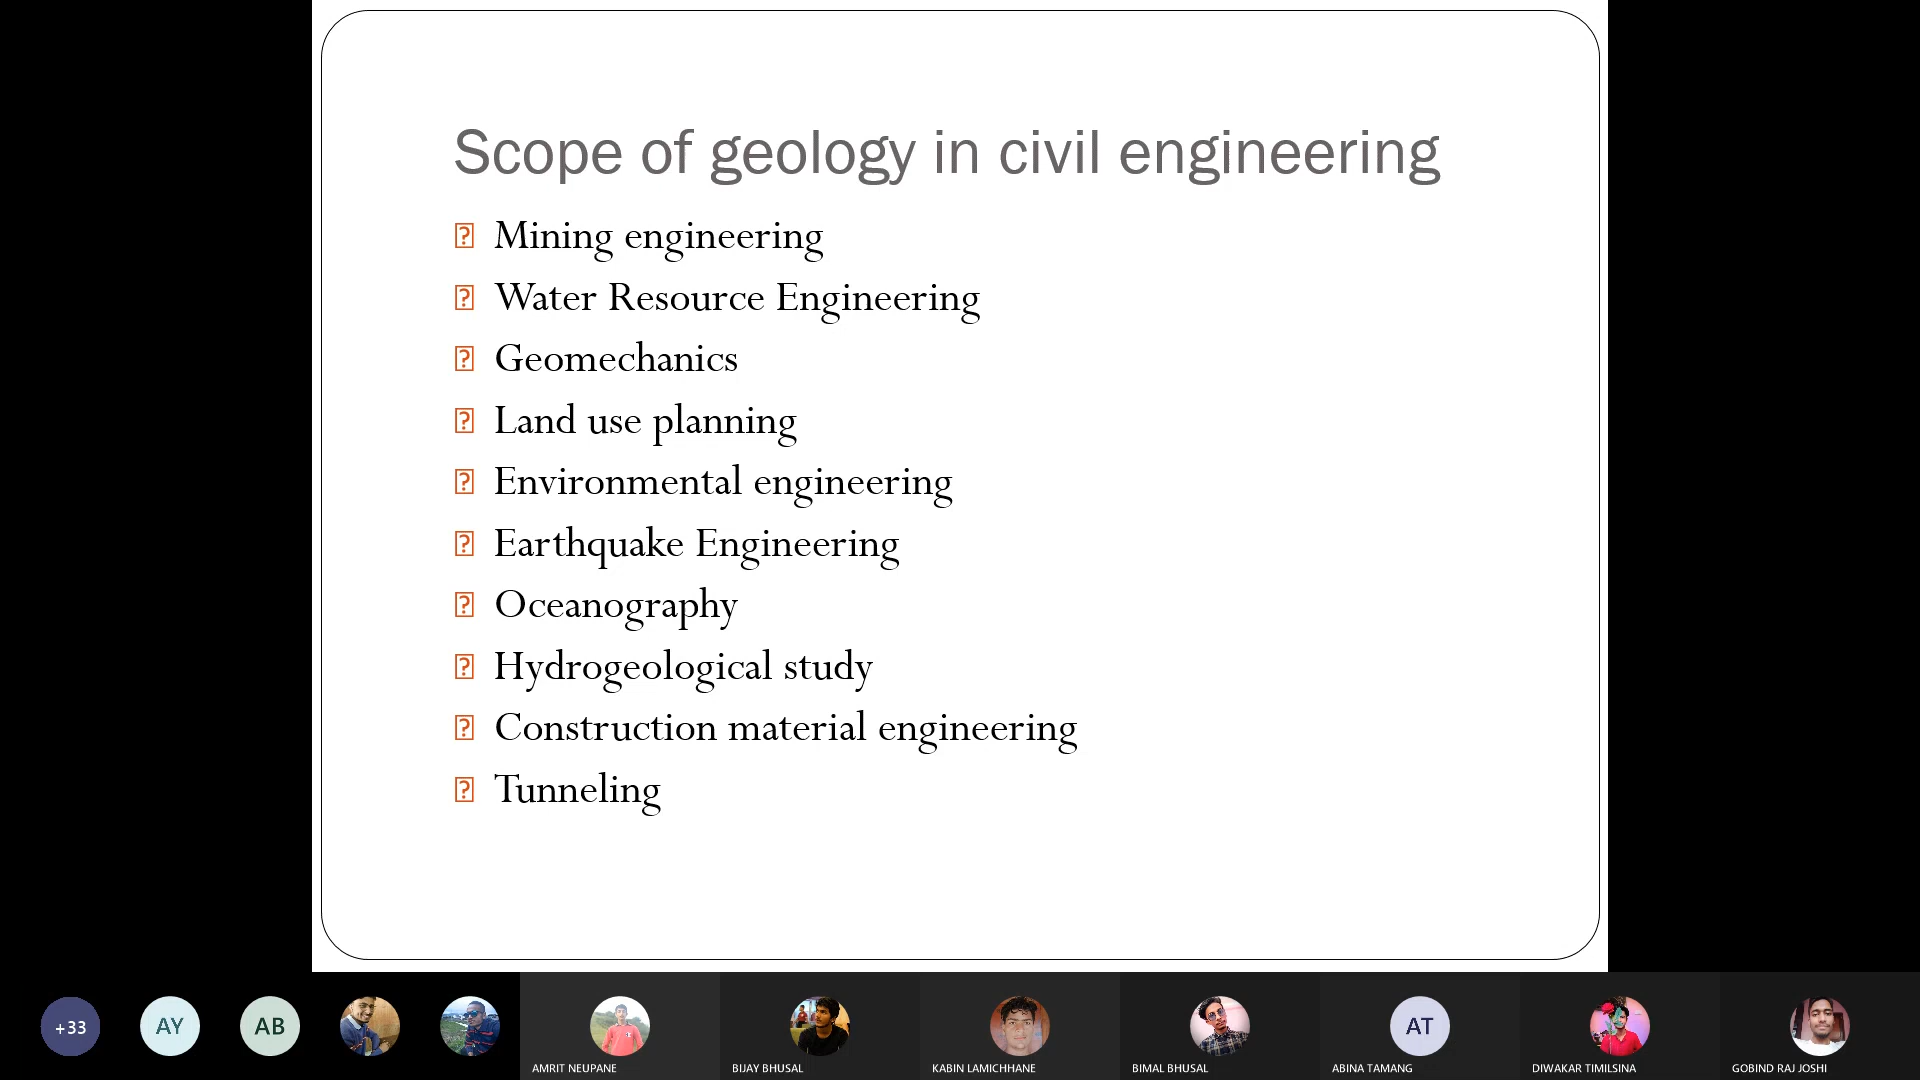 Scope of geology in civil engineering
Mining engineering
Water Resource Engineering
Geomechanics
Land use planning
Environmental engineering
Earthquake Engineering
Oceanography
Hydrogeological study
Construction material engineering
Tunneling
+33
AY
AB
AT
AMRIT NEUPANE
BIJAY BHUSAL
KABIN LAMICHHANE
BIMAL BHUSAL
ABINA TAMANG
DIWAKAR TIMILSINA
GOBIND RAJ JOSHI